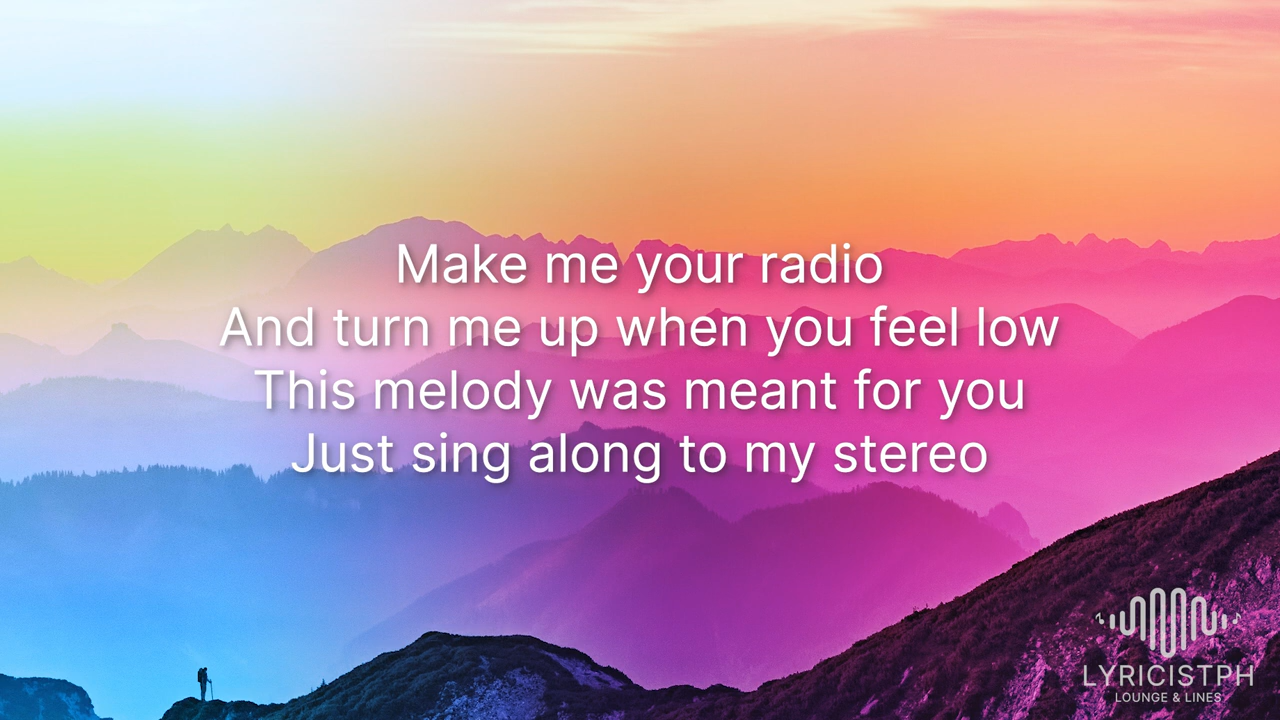 Make me your radio
And turn me up when you feel low
This melody was meant for you
Just sing along to my stereo
LYRICISTPH
LOUNGE & LINES